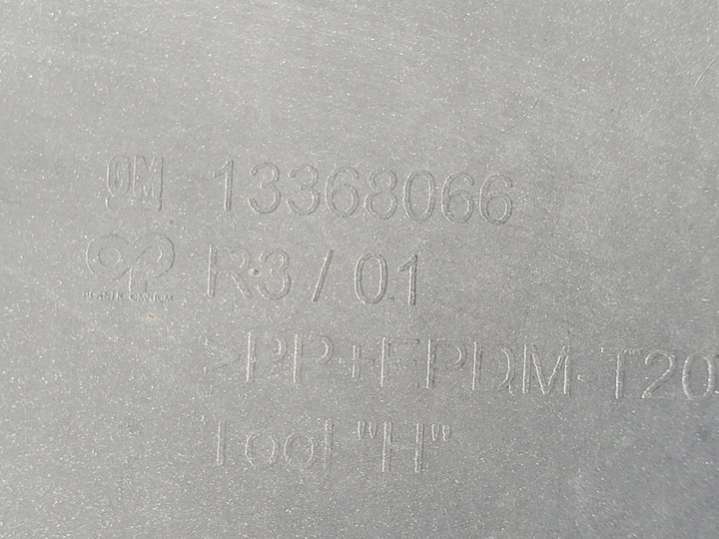 GM 13368066
R3 / 01
>PP+EPDM-T20
Tool "H"